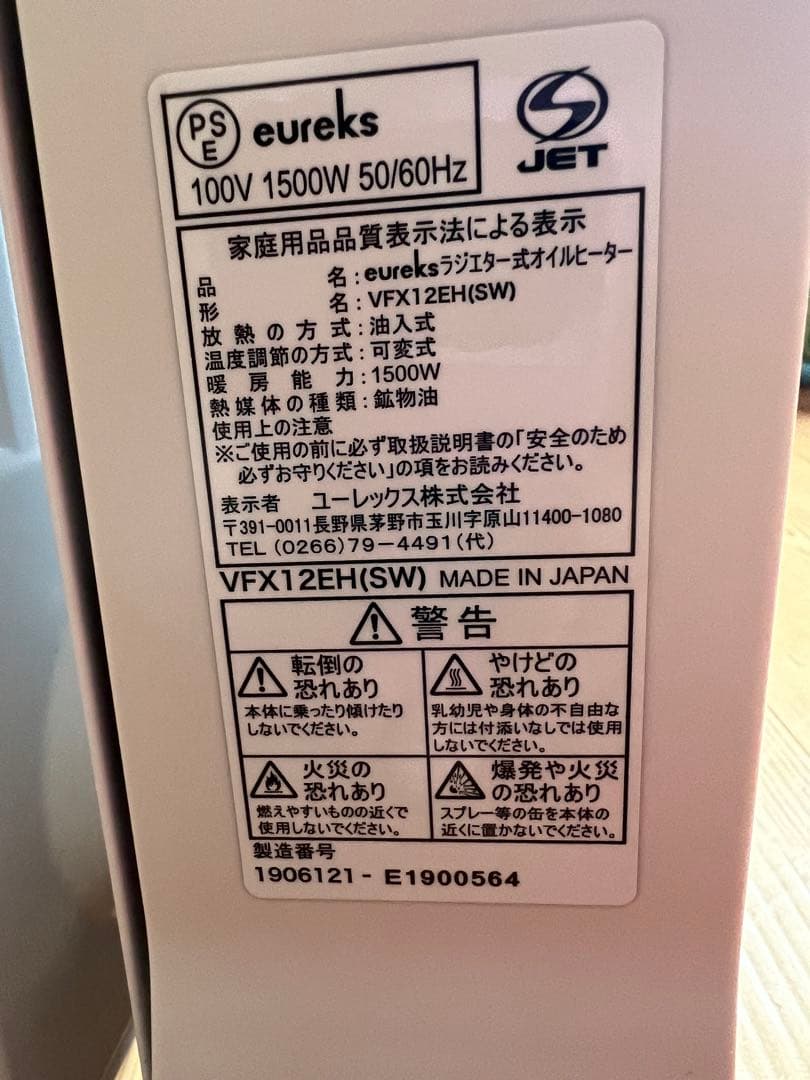 PS
E
eureks
100V 1500W 50/60Hz
JET
家庭用品品質表示法による表示
品名：eureksラジエター式オイルヒーター
形名：VFX12EH(SW)
放熱の方式：油入式
温度調節の方式：可変式
暖房能力：1500W
熱媒体の種類：鉱物油
使用上の注意
※ご使用の前に必ず取扱説明書の「安全のため
必ずお守りください」の項をお読みください。
表示者 ユーレックス株式会社
〒391-0011長野県茅野市玉川字原山11400-1080
TEL (0266)79-4491(代)
VFX12EH(SW) MADE IN JAPAN
警告
転倒の
恐れあり
本体に乗ったり傾けたり
しないでください。
やけどの
恐れあり
乳幼児や身体の不自由な
方には付添いなしでは使用
しないでください。
火災の
恐れあり
燃えやすいものの近くで
使用しないでください。
爆発や火災
の恐れあり
スプレー等の缶を本体の
近くに置かないでください。
製造番号
1906121- E1900564